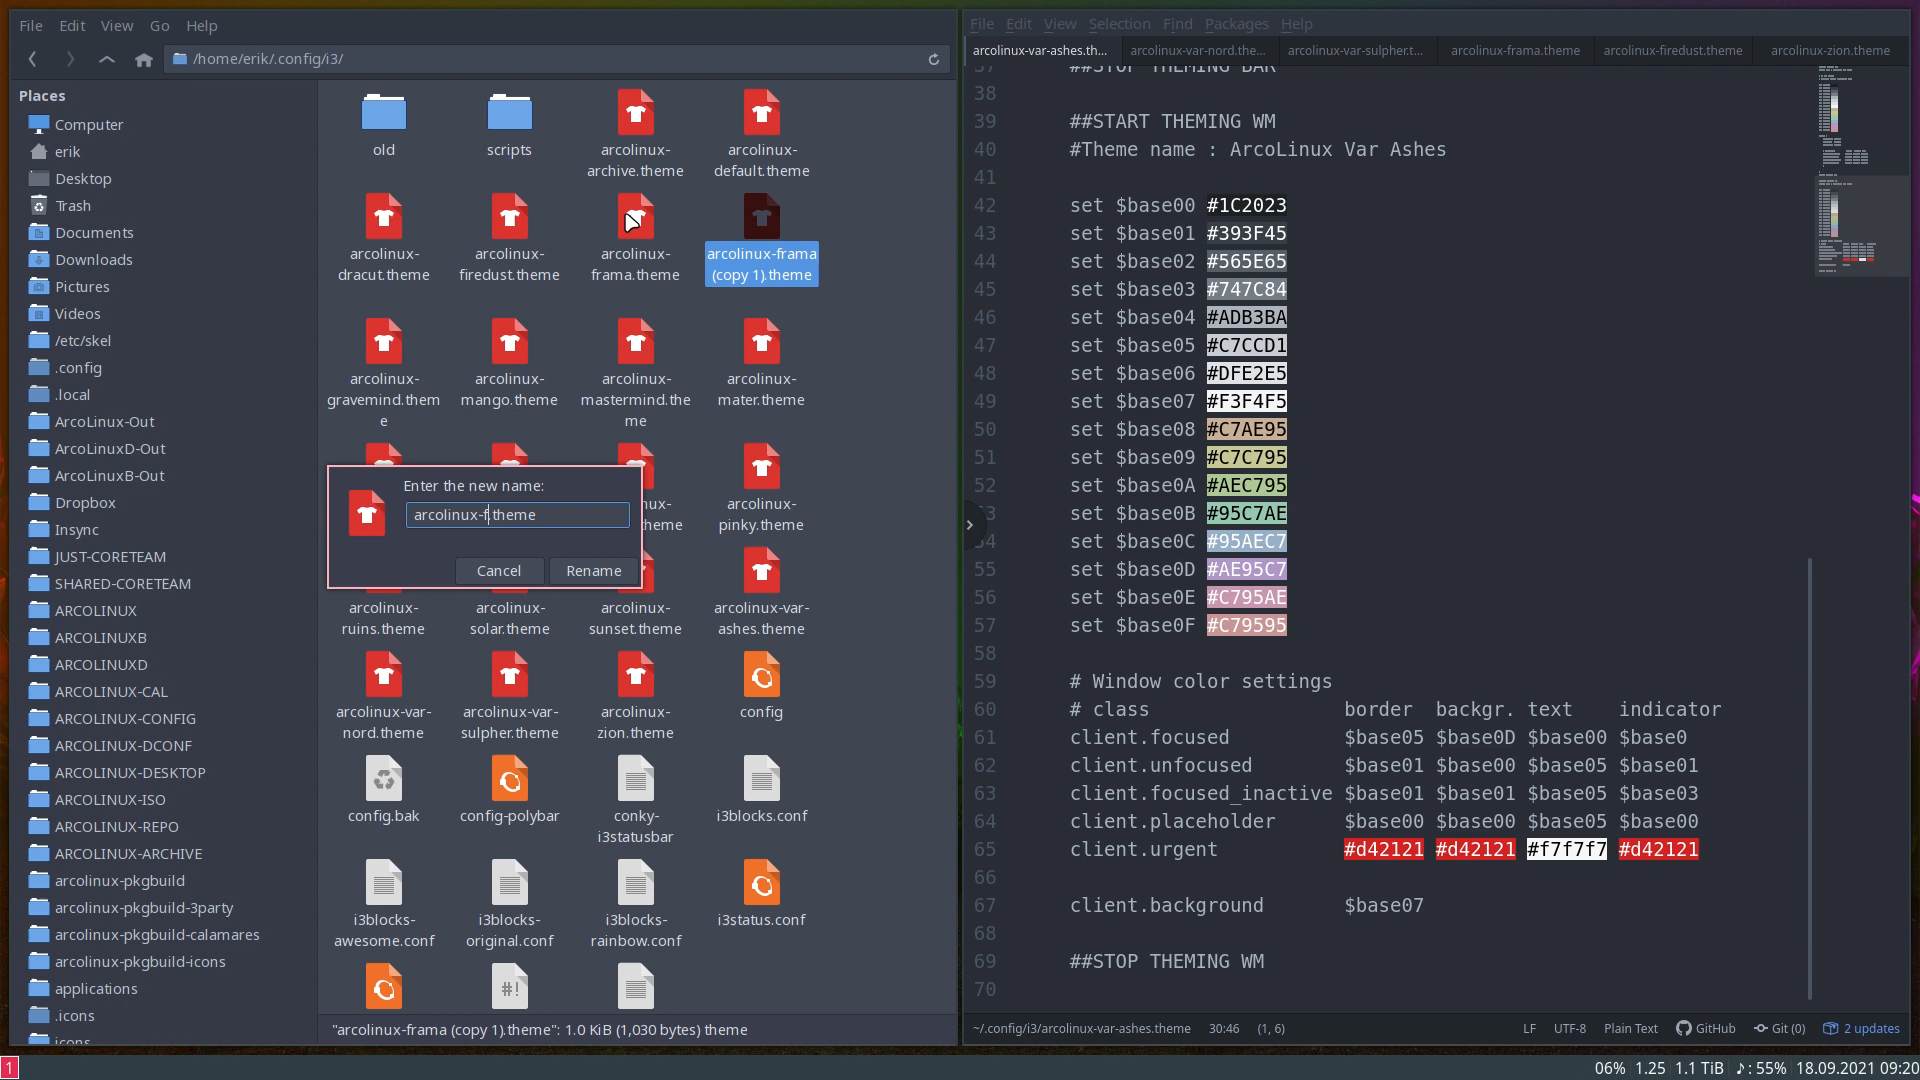 File Edit View Go Help
/home/erik/.config/i3/
Places
Computer
erik
Desktop
Trash
Documents
Downloads
Pictures
Videos
/etc/skel
.config
.local
ArcoLinux-Out
ArcoLinuxD-Out
ArcoLinuxB-Out
Dropbox
Insync
JUST-CORETEAM
SHARED-CORETEAM
ARCOLINUX
ARCOLINUXB
ARCOLINUXD
ARCOLINUX-CAL
ARCOLINUX-CONFIG
ARCOLINUX-DCONF
ARCOLINUX-DESKTOP
ARCOLINUX-ISO
ARCOLINUX-REPO
ARCOLINUX-ARCHIVE
arcolinux-pkgbuild
arcolinux-pkgbuild-3party
arcolinux-pkgbuild-calamares
arcolinux-pkgbuild-icons
applications
.icons
icons
old
scripts
arcolinux-
archive.theme
arcolinux-
default.theme
arcolinux-
dracut.theme
arcolinux-
firedust.theme
arcolinux-
frama.theme
arcolinux-frama
(copy 1).theme
arcolinux-
gravemind.them
e
arcolinux-
mango.theme
arcolinux-
mastermind.the
me
arcolinux-
mater.theme
arcolinux-
pinky.theme
Enter the new name:
arcolinux-f.theme
Cancel Rename
arcolinux-
ruins.theme
arcolinux-
solar.theme
arcolinux-
sunset.theme
arcolinux-var-
ashes.theme
arcolinux-var-
nord.theme
arcolinux-var-
sulpher.theme
arcolinux-
zion.theme
config
config.bak
config-polybar
conky-
i3statusbar
i3blocks.conf
i3blocks-
awesome.conf
i3blocks-
original.conf
i3blocks-
rainbow.conf
i3status.conf
#!
"arcolinux-frama (copy 1).theme": 1.0 KiB (1,030 bytes) theme
File Edit View Selection Find Packages Help
arcolinux-var-ashes.th... arcolinux-var-nord.the... arcolinux-var-sulpher.t... arcolinux-frama.theme arcolinux-firedust.theme arcolinux-zion.theme
37 ##STOP THEMING BAR
38
39 ##START THEMING WM
40 #Theme name : ArcoLinux Var Ashes
41
42 set $base00 #1C2023
43 set $base01 #393F45
44 set $base02 #565E65
45 set $base03 #747C84
46 set $base04 #ADB3BA
47 set $base05 #C7CCD1
48 set $base06 #DFE2E5
49 set $base07 #F3F4F5
50 set $base08 #C7AE95
51 set $base09 #C7C795
52 set $base0A #AEC795
53 set $base0B #95C7AE
54 set $base0C #95AEC7
55 set $base0D #AE95C7
56 set $base0E #C795AE
57 set $base0F #C79595
58
59 # Window color settings
60 # class border backgr. text indicator
61 client.focused $base05 $base0D $base00 $base0
62 client.unfocused $base01 $base00 $base05 $base01
63 client.focused_inactive $base01 $base01 $base05 $base03
64 client.placeholder $base00 $base00 $base05 $base00
65 client.urgent #d42121 #d42121 #f7f7f7 #d42121
66
67 client.background $base07
68
69 ##STOP THEMING WM
70
~/.config/i3/arcolinux-var-ashes.theme 30:46 (1, 6) LF UTF-8 Plain Text GitHub Git (0) 2 updates
1
06% 1.25 1.1 TiB ♪: 55% 18.09.2021 09:20